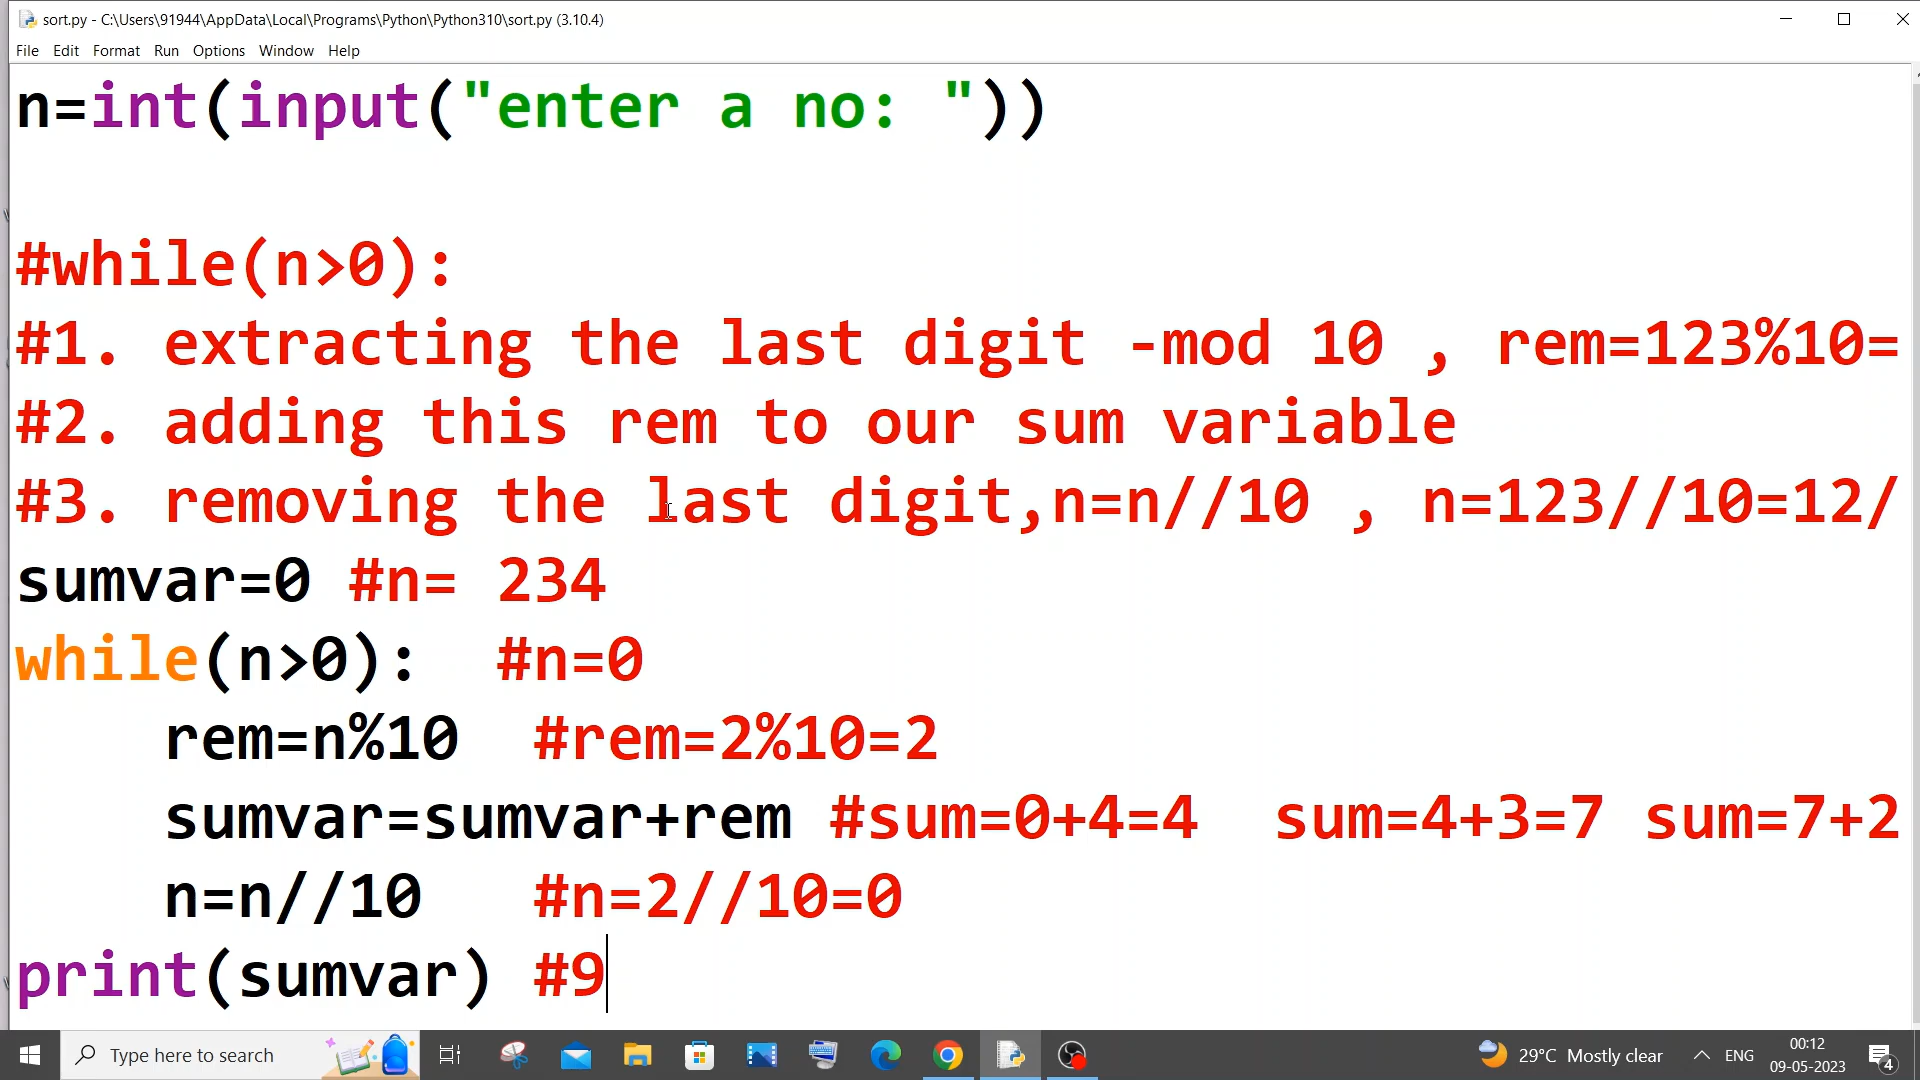 sort.py - C:\Users\91944\AppData\Local\Programs\Python\Python310\sort.py (3.10.4)
File Edit Format Run Options Window Help
n=int(input("enter a no: "))
#while(n>0):
#1. extracting the last digit -mod 10 , rem=123%10=
#2. adding this rem to our sum variable
#3. removing the last digit,n=n//10 , n=123//10=12/
sumvar=0 #n= 234
while(n>0):  #n=0
    rem=n%10  #rem=2%10=2
    sumvar=sumvar+rem #sum=0+4=4  sum=4+3=7 sum=7+2
    n=n//10   #n=2//10=0
print(sumvar) #9
Type here to search
29°C Mostly clear
ENG
00:12
09-05-2023
4